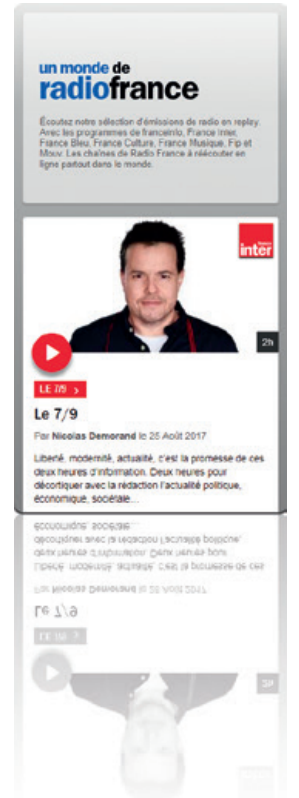 un monde de
radiofrance
Écoutez notre sélection d'émissions de radio en replay.
Avec les programmes de franceinfo, France Inter,
France Bleu, France Culture, France Musique, Fip et
Mouv. Les chaînes de Radio France à réécouter en
ligne partout dans le monde.
france
inter
2h
LE 7/9 >
Le 7/9
Par Nicolas Demorand le 25 Août 2017
Liberté, modernité, actualité, c'est la promesse de ces
deux heures d'information. Deux heures pour
décortiquer avec la rédaction l'actualité politique,
économique, sociétale...